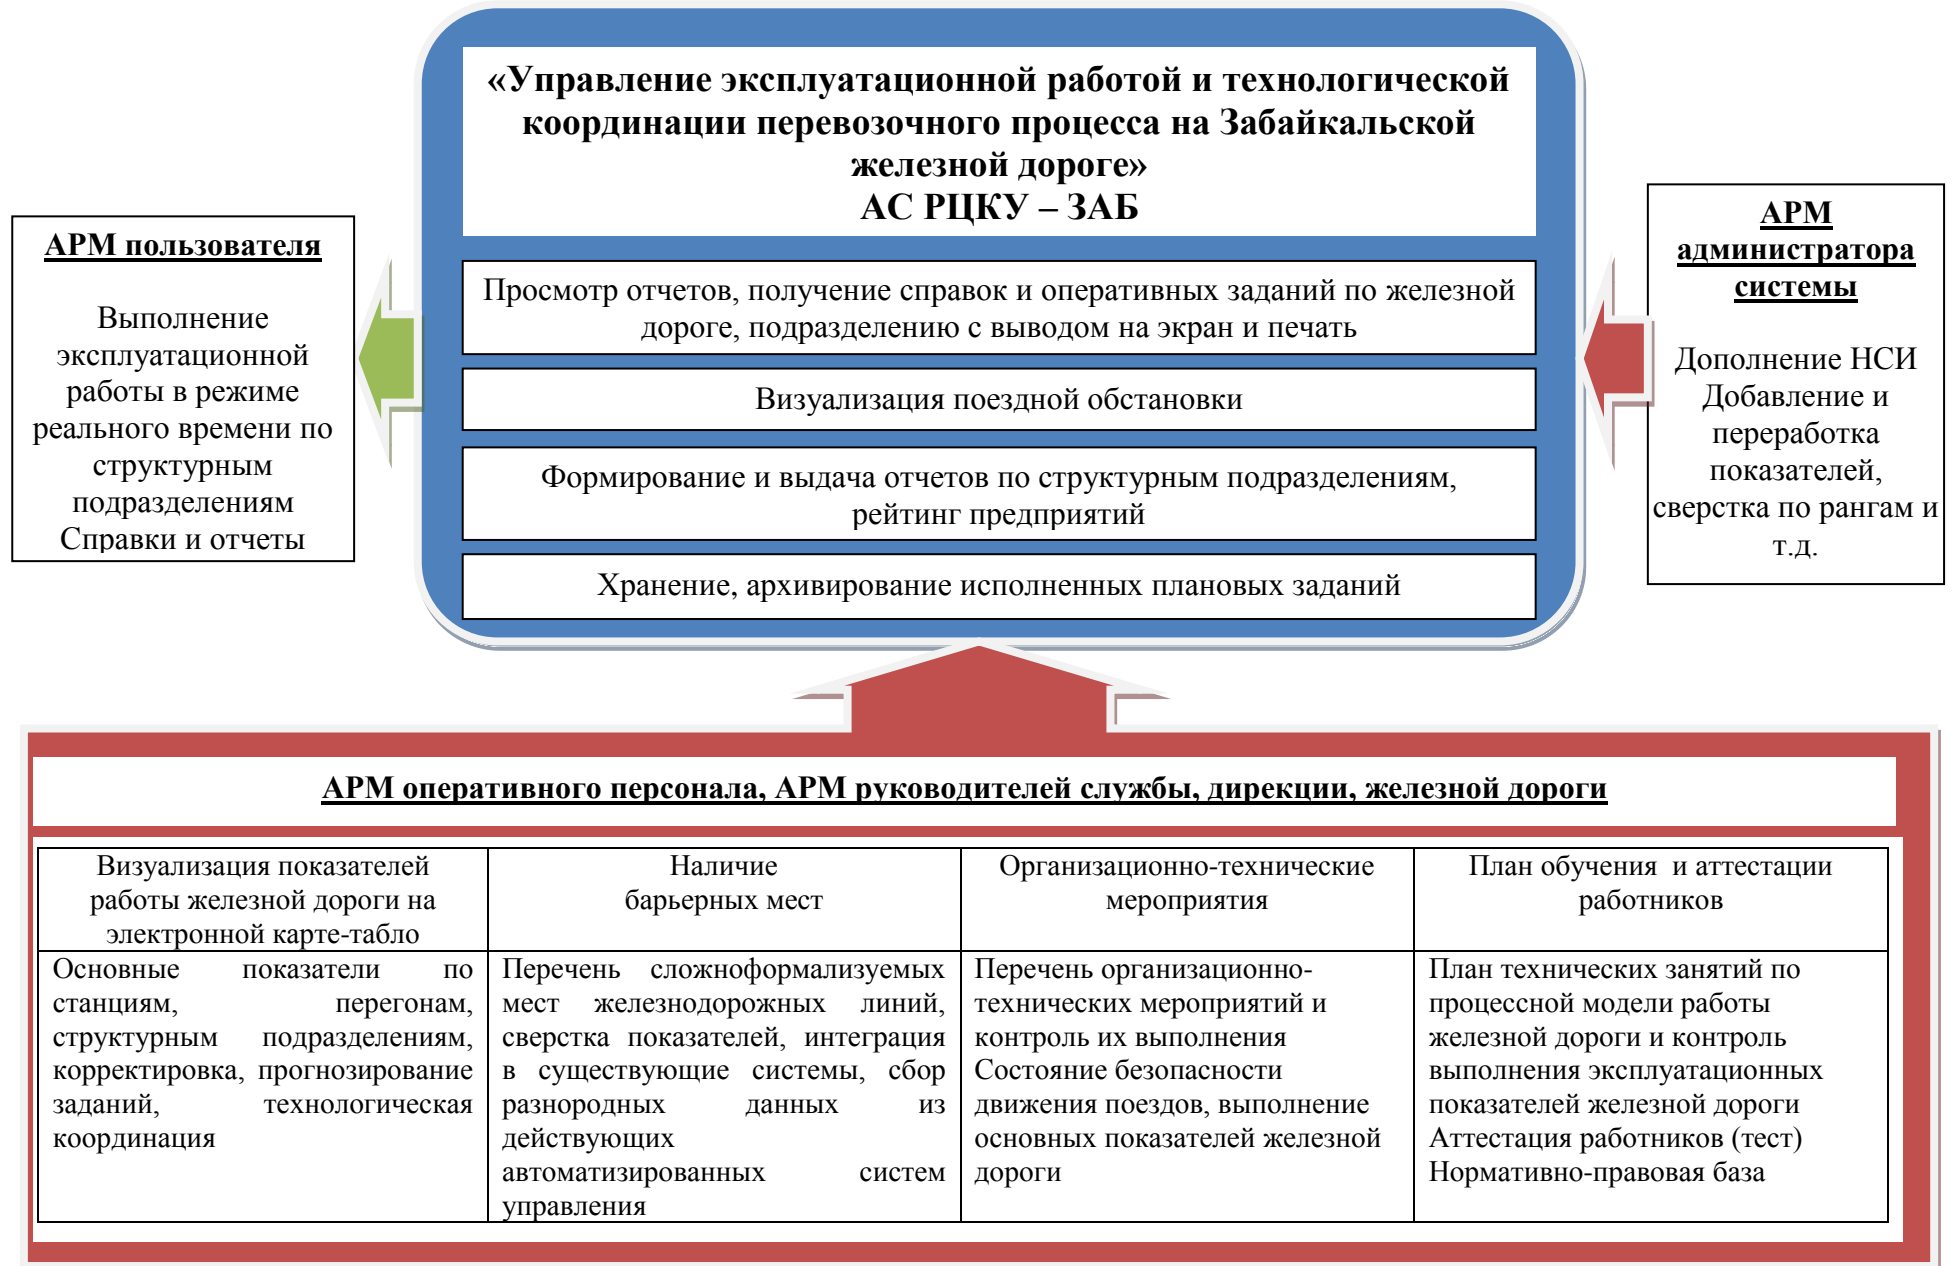 «Управление эксплуатационной работой и технологической
координации перевозочного процесса на Забайкальской
железной дороге»
АС РЦКУ – ЗАБ
АРМ пользователя
Выполнение
эксплуатационной
работы в режиме
реального времени по
структурным
подразделениям
Справки и отчеты
Просмотр отчетов, получение справок и оперативных заданий по железной
дороге, подразделению с выводом на экран и печать
Визуализация поездной обстановки
Формирование и выдача отчетов по структурным подразделениям,
рейтинг предприятий
Хранение, архивирование исполненных плановых заданий
АРМ
администратора
системы
Дополнение НСИ
Добавление и
переработка
показателей,
сверстка по рангам и
т.д.
АРМ оперативного персонала, АРМ руководителей службы, дирекции, железной дороги
Визуализация показателей
работы железной дороги на
электронной карте-табло
Наличие
барьерных мест
Организационно-технические
мероприятия
План обучения и аттестации
работников
Основные показатели по
станциям, перегонам,
структурным подразделениям,
корректировка, прогнозирование
заданий, технологическая
координация
Перечень сложноформализуемых
мест железнодорожных линий,
сверстка показателей, интеграция
в существующие системы, сбор
разнородных данных из
действующих
автоматизированных систем
управления
Перечень организационно-
технических мероприятий и
контроль их выполнения
Состояние безопасности
движения поездов, выполнение
основных показателей железной
дороги
План технических занятий по
процессной модели работы
железной дороги и контроль
выполнения эксплуатационных
показателей железной дороги
Аттестация работников (тест)
Нормативно-правовая база